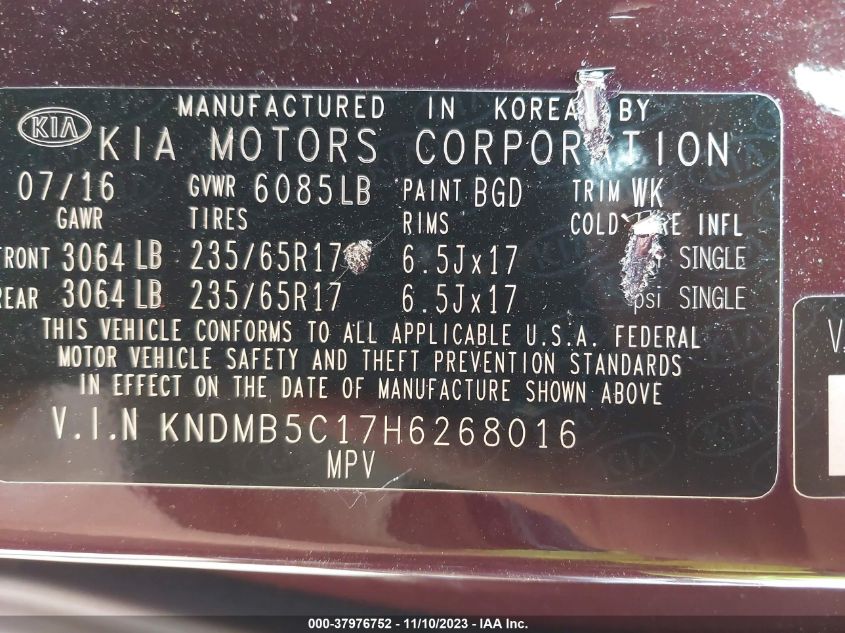 MANUFACTURED IN KOREA BY
KIA KIA MOTORS CORPORATION
07/16 GVWR 6085LB PAINT BGD TRIM WK
GAWR TIRES RIMS COLD INFL
FRONT 3064 LB 235/65R17 6.5Jx17 SINGLE
REAR 3064 LB 235/65R17 6.5Jx17 psi SINGLE
THIS VEHICLE CONFORMS TO ALL APPLICABLE U.S.A. FEDERAL
MOTOR VEHICLE SAFETY AND THEFT PREVENTION STANDARDS
IN EFFECT ON THE DATE OF MANUFACTURE SHOWN ABOVE
V.I.N KNDMB5C17H6268016
MPV
000-37976752 - 11/10/2023 - IAA Inc.